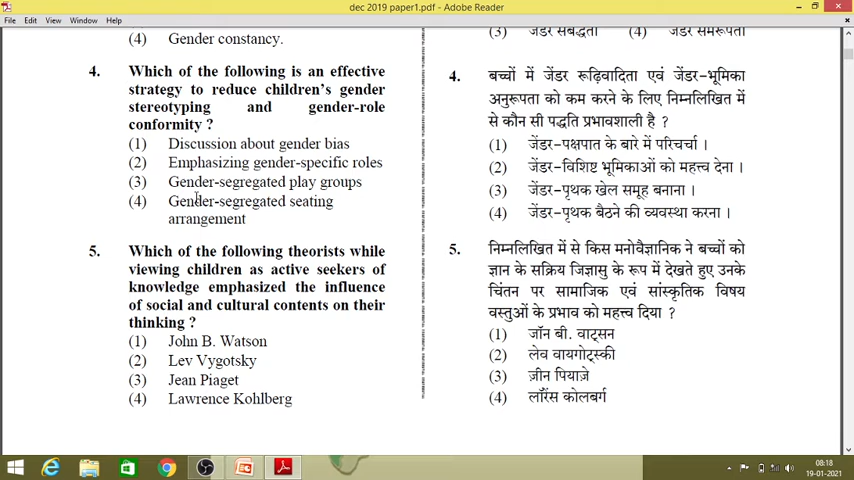 dec 2019 paper1.pdf - Adobe Reader
File Edit View Window Help
(4) Gender constancy.
4. Which of the following is an effective
strategy to reduce children's gender
stereotyping and gender-role
conformity ?
(1) Discussion about gender bias
(2) Emphasizing gender-specific roles
(3) Gender-segregated play groups
(4) Gender-segregated seating
arrangement
5. Which of the following theorists while
viewing children as active seekers of
knowledge emphasized the influence
of social and cultural contents on their
thinking ?
(1) John B. Watson
(2) Lev Vygotsky
(3) Jean Piaget
(4) Lawrence Kohlberg
(3) जेंडर संबद्धता (4) जेंडर समरूपता
4. बच्चों में जेंडर रूढ़िवादिता एवं जेंडर-भूमिका
अनुरूपता को कम करने के लिए निम्नलिखित में
से कौन सी पद्धति प्रभावशाली है ?
(1) जेंडर-पक्षपात के बारे में परिचर्चा ।
(2) जेंडर-विशिष्ट भूमिकाओं को महत्त्व देना ।
(3) जेंडर-पृथक खेल समूह बनाना ।
(4) जेंडर-पृथक बैठने की व्यवस्था करना ।
5. निम्नलिखित में से किस मनोवैज्ञानिक ने बच्चों को
ज्ञान के सक्रिय जिज्ञासु के रूप में देखते हुए उनके
चिंतन पर सामाजिक एवं सांस्कृतिक विषय
वस्तुओं के प्रभाव को महत्त्व दिया ?
(1) जॉन बी. वाट्सन
(2) लेव वायगोट्स्की
(3) ज़ीन पियाज़े
(4) लॉरेंस कोलबर्ग
08:18
19-01-2021